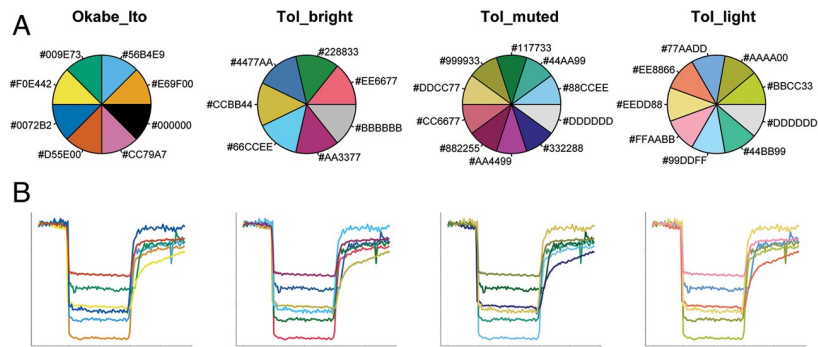 A
Okabe_Ito
Tol_bright
Tol_muted
Tol_light
#009E73
#56B4E9
#F0E442
#E69F00
#0072B2
#000000
#D55E00
#CC79A7
#4477AA
#228833
#EE6677
#CCBB44
#BBBBBB
#66CCEE
#AA3377
#117733
#999933
#44AA99
#DDCC77
#88CCEE
#CC6677
#DDDDDD
#882255
#332288
#AA4499
#77AADD
#AAAA00
#EE8866
#BBCC33
#EEDD88
#DDDDDD
#FFAABB
#44BB99
#99DDFF
B